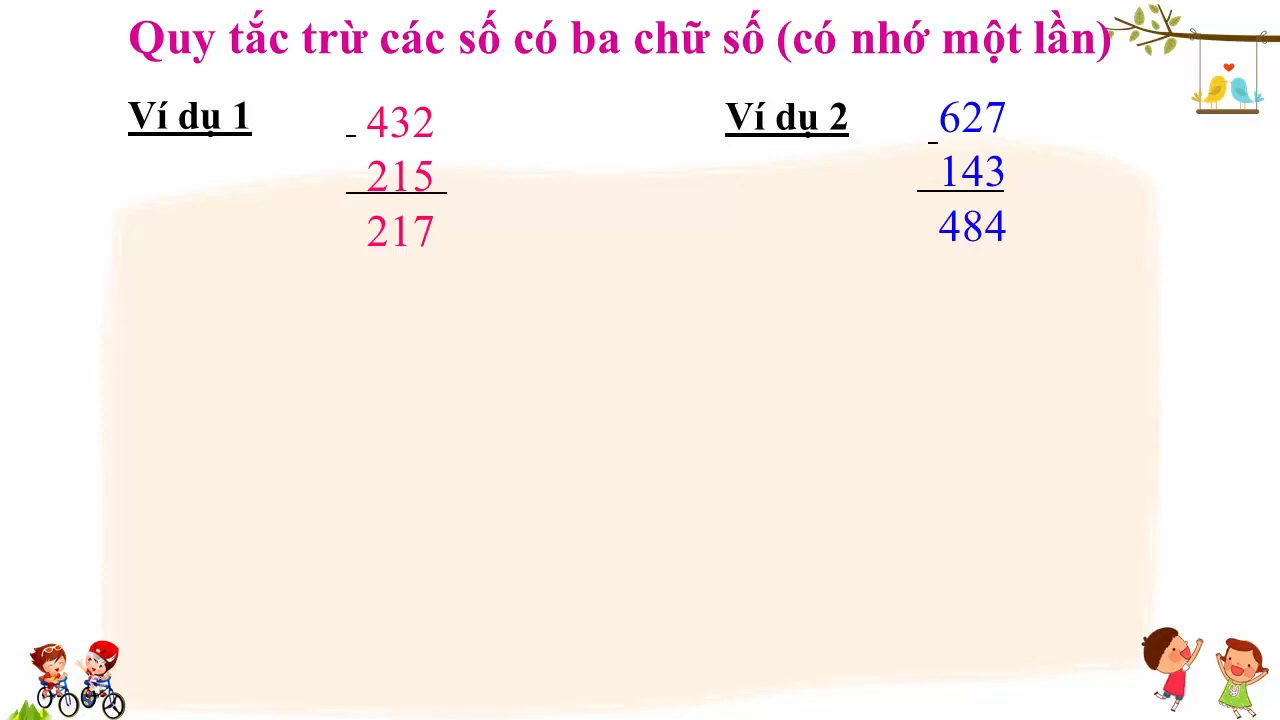 Quy tắc trừ các số có ba chữ số (có nhớ một lần)
Ví dụ 1
- 432
215
217
Ví dụ 2
- 627
143
484